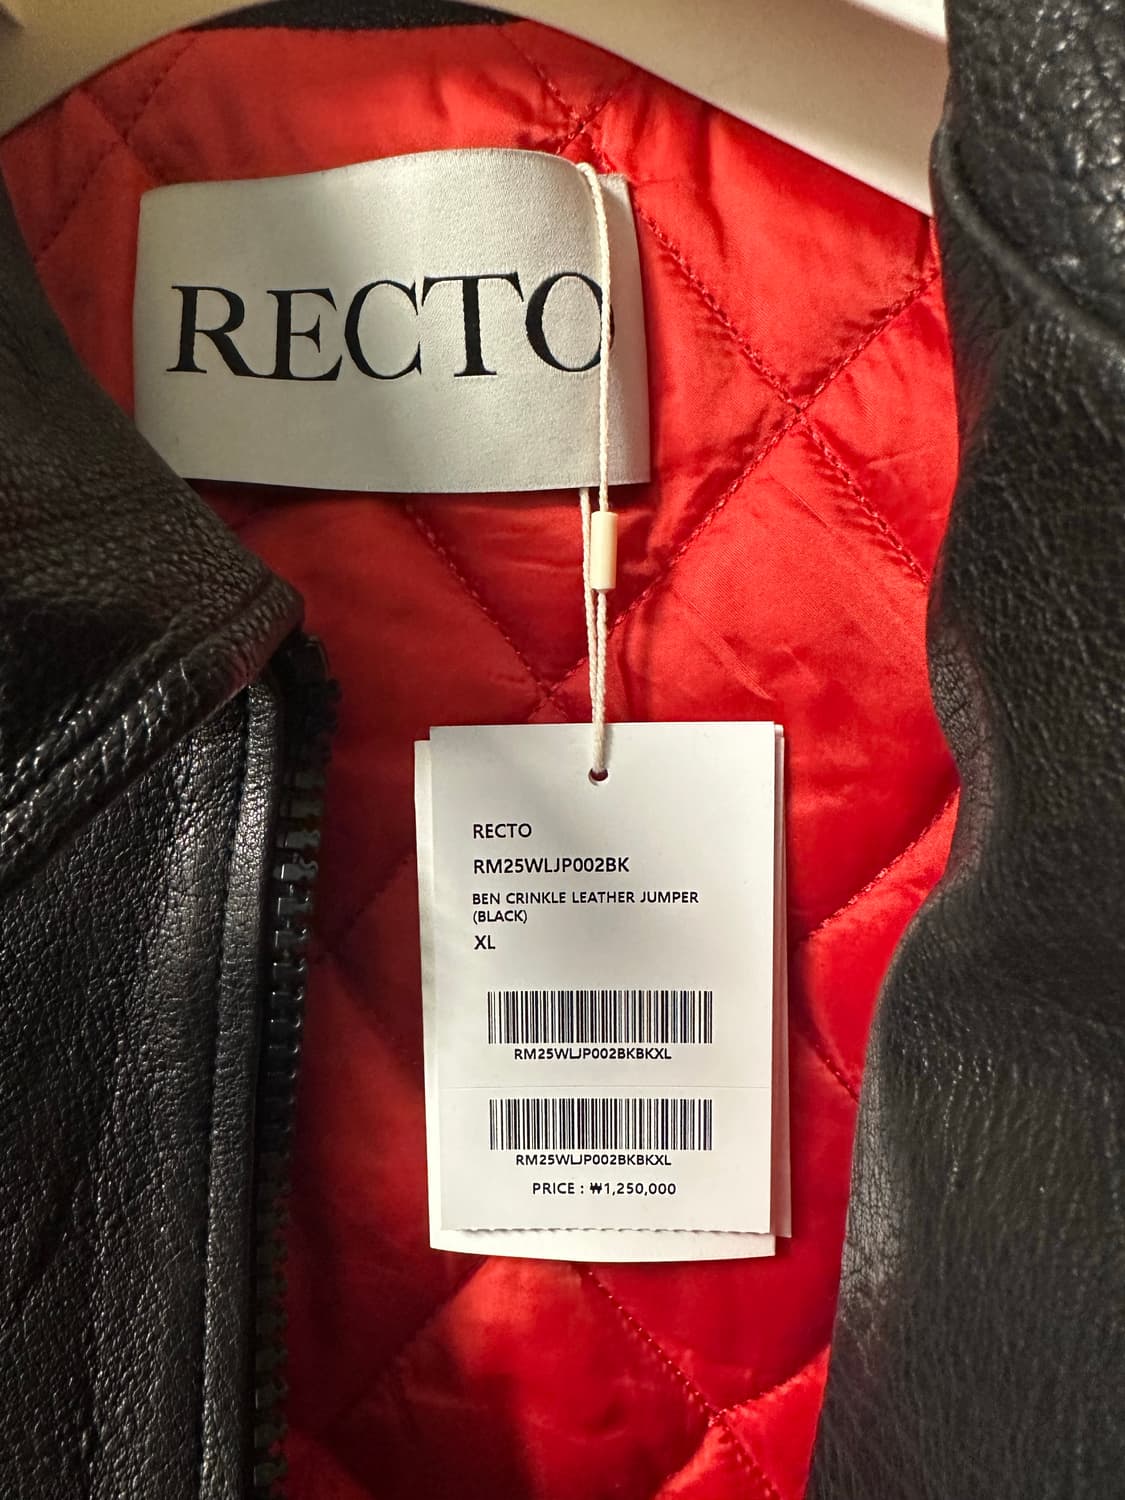 RECTO
RECTO
RM25WLJP002BK
BEN CRINKLE LEATHER JUMPER
(BLACK)
XL
RM25WLJP002BKBKXL
RM25WLJP002BKBKXL
PRICE : ₩1,250,000